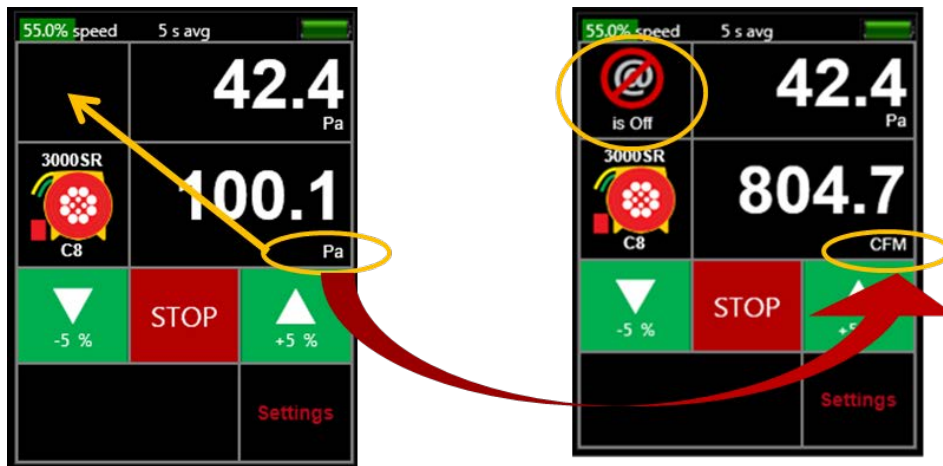 55.0% speed 5 s avg
42.4
Pa
3000SR
C8
100.1
Pa
-5 %
STOP
+5 %
Settings
55.0% speed 5 s avg
@
is Off
42.4
Pa
3000SR
C8
804.7
CFM
-5 %
STOP
+5
Settings